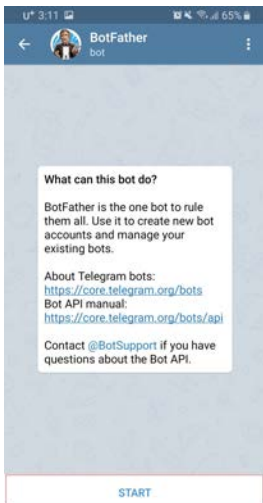 U⁺ 3:11 65%
BotFather
bot
What can this bot do?
BotFather is the one bot to rule
them all. Use it to create new bot
accounts and manage your
existing bots.
About Telegram bots:
https://core.telegram.org/bots
Bot API manual:
https://core.telegram.org/bots/api
Contact @BotSupport if you have
questions about the Bot API.
START